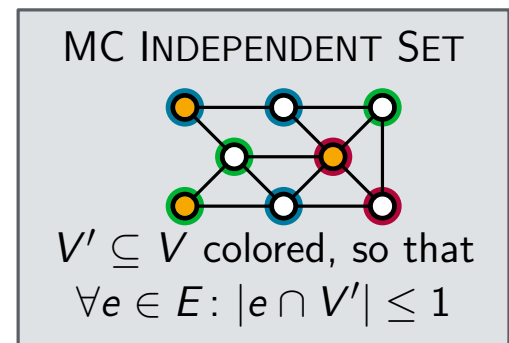 MC INDEPENDENT SET
V′ ⊆ V colored, so that
∀e ∈ E: |e ∩ V′| ≤ 1